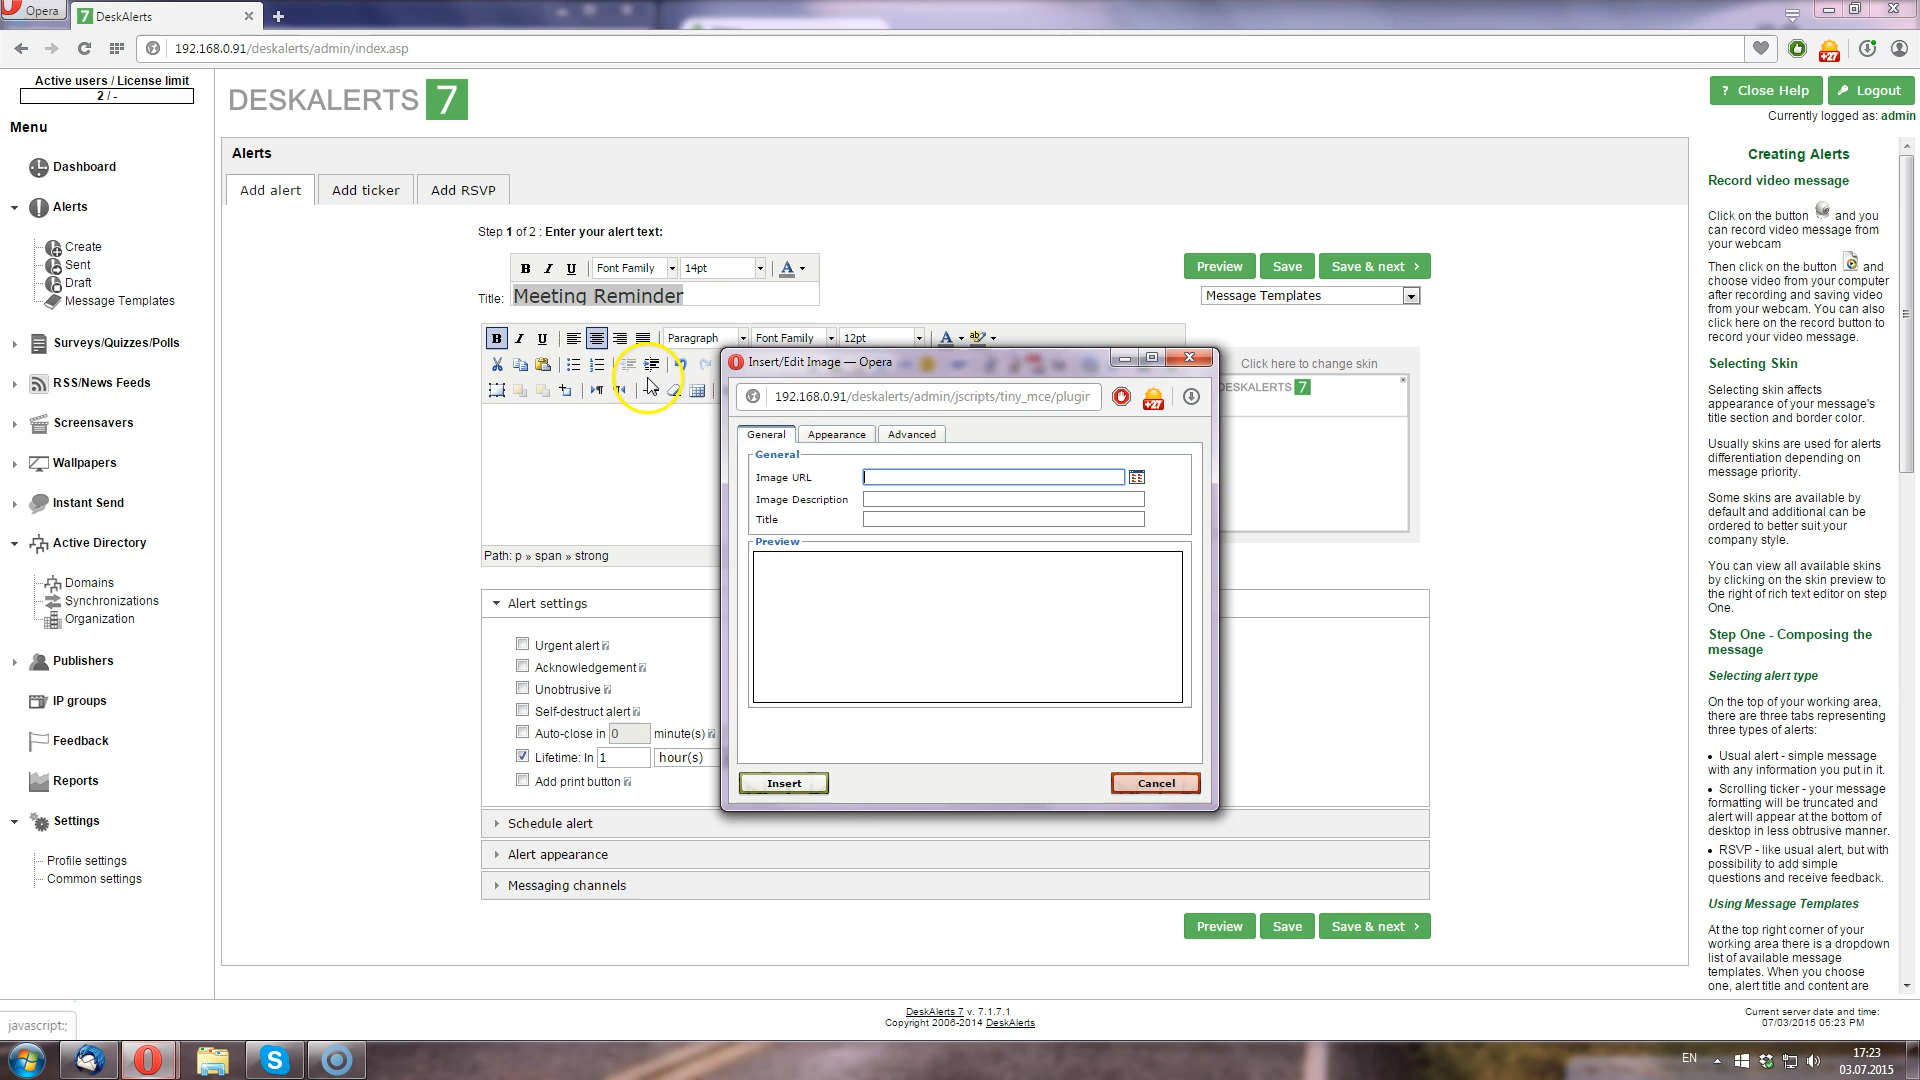 Opera
7 DeskAlerts
192.168.0.91/deskalerts/admin/index.asp
+27
Active users / License limit
2 / -
Menu
Dashboard
Alerts
Create
Sent
Draft
Message Templates
Surveys/Quizzes/Polls
RSS/News Feeds
Screensavers
Wallpapers
Instant Send
Active Directory
Domains
Synchronizations
Organization
Publishers
IP groups
Feedback
Reports
Settings
Profile settings
Common settings
DESKALERTS 7
? Close Help
Logout
Currently logged as: admin
Alerts
Add alert
Add ticker
Add RSVP
Step 1 of 2 : Enter your alert text:
B I U Font Family 14pt A
Title: Meeting Reminder
Preview
Save
Save & next >
Message Templates
B I U Paragraph Font Family 12pt A ab
Path: p » span » strong
Click here to change skin
DESKALERTS 7
Insert/Edit Image — Opera
192.168.0.91/deskalerts/admin/jscripts/tiny_mce/plugin
+27
General
Appearance
Advanced
General
Image URL
Image Description
Title
Preview
Insert
Cancel
Alert settings
Urgent alert ?
Acknowledgement ?
Unobtrusive ?
Self-destruct alert ?
Auto-close in 0 minute(s) ?
Lifetime: In 1 hour(s)
Add print button ?
Schedule alert
Alert appearance
Messaging channels
Preview
Save
Save & next >
Creating Alerts
Record video message
Click on the button and you
can record video message from
your webcam
Then click on the button and
choose video from your computer
after recording and saving video
from your webcam. You can also
click here on the record button to
record your video message.
Selecting Skin
Selecting skin affects
appearance of your message's
title section and border color.
Usually skins are used for alerts
differentiation depending on
message priority.
Some skins are available by
default and additional can be
ordered to better suit your
company style.
You can view all available skins
by clicking on the skin preview to
the right of rich text editor on step
One.
Step One - Composing the
message
Selecting alert type
On the top of your working area,
there are three tabs representing
three types of alerts:
• Usual alert - simple message
with any information you put in it.
• Scrolling ticker - your message
formatting will be truncated and
alert will appear at the bottom of
desktop in less obtrusive manner.
• RSVP - like usual alert, but with
possibility to add simple
questions and receive feedback.
Using Message Templates
At the top right corner of your
working area there is a dropdown
list of available message
templates. When you choose
one, alert title and content are
DeskAlerts 7 v. 7.1.7.1
Copyright 2006-2014 DeskAlerts
Current server date and time:
07/03/2015 05:23 PM
javascript:;
EN
17:23
03.07.2015